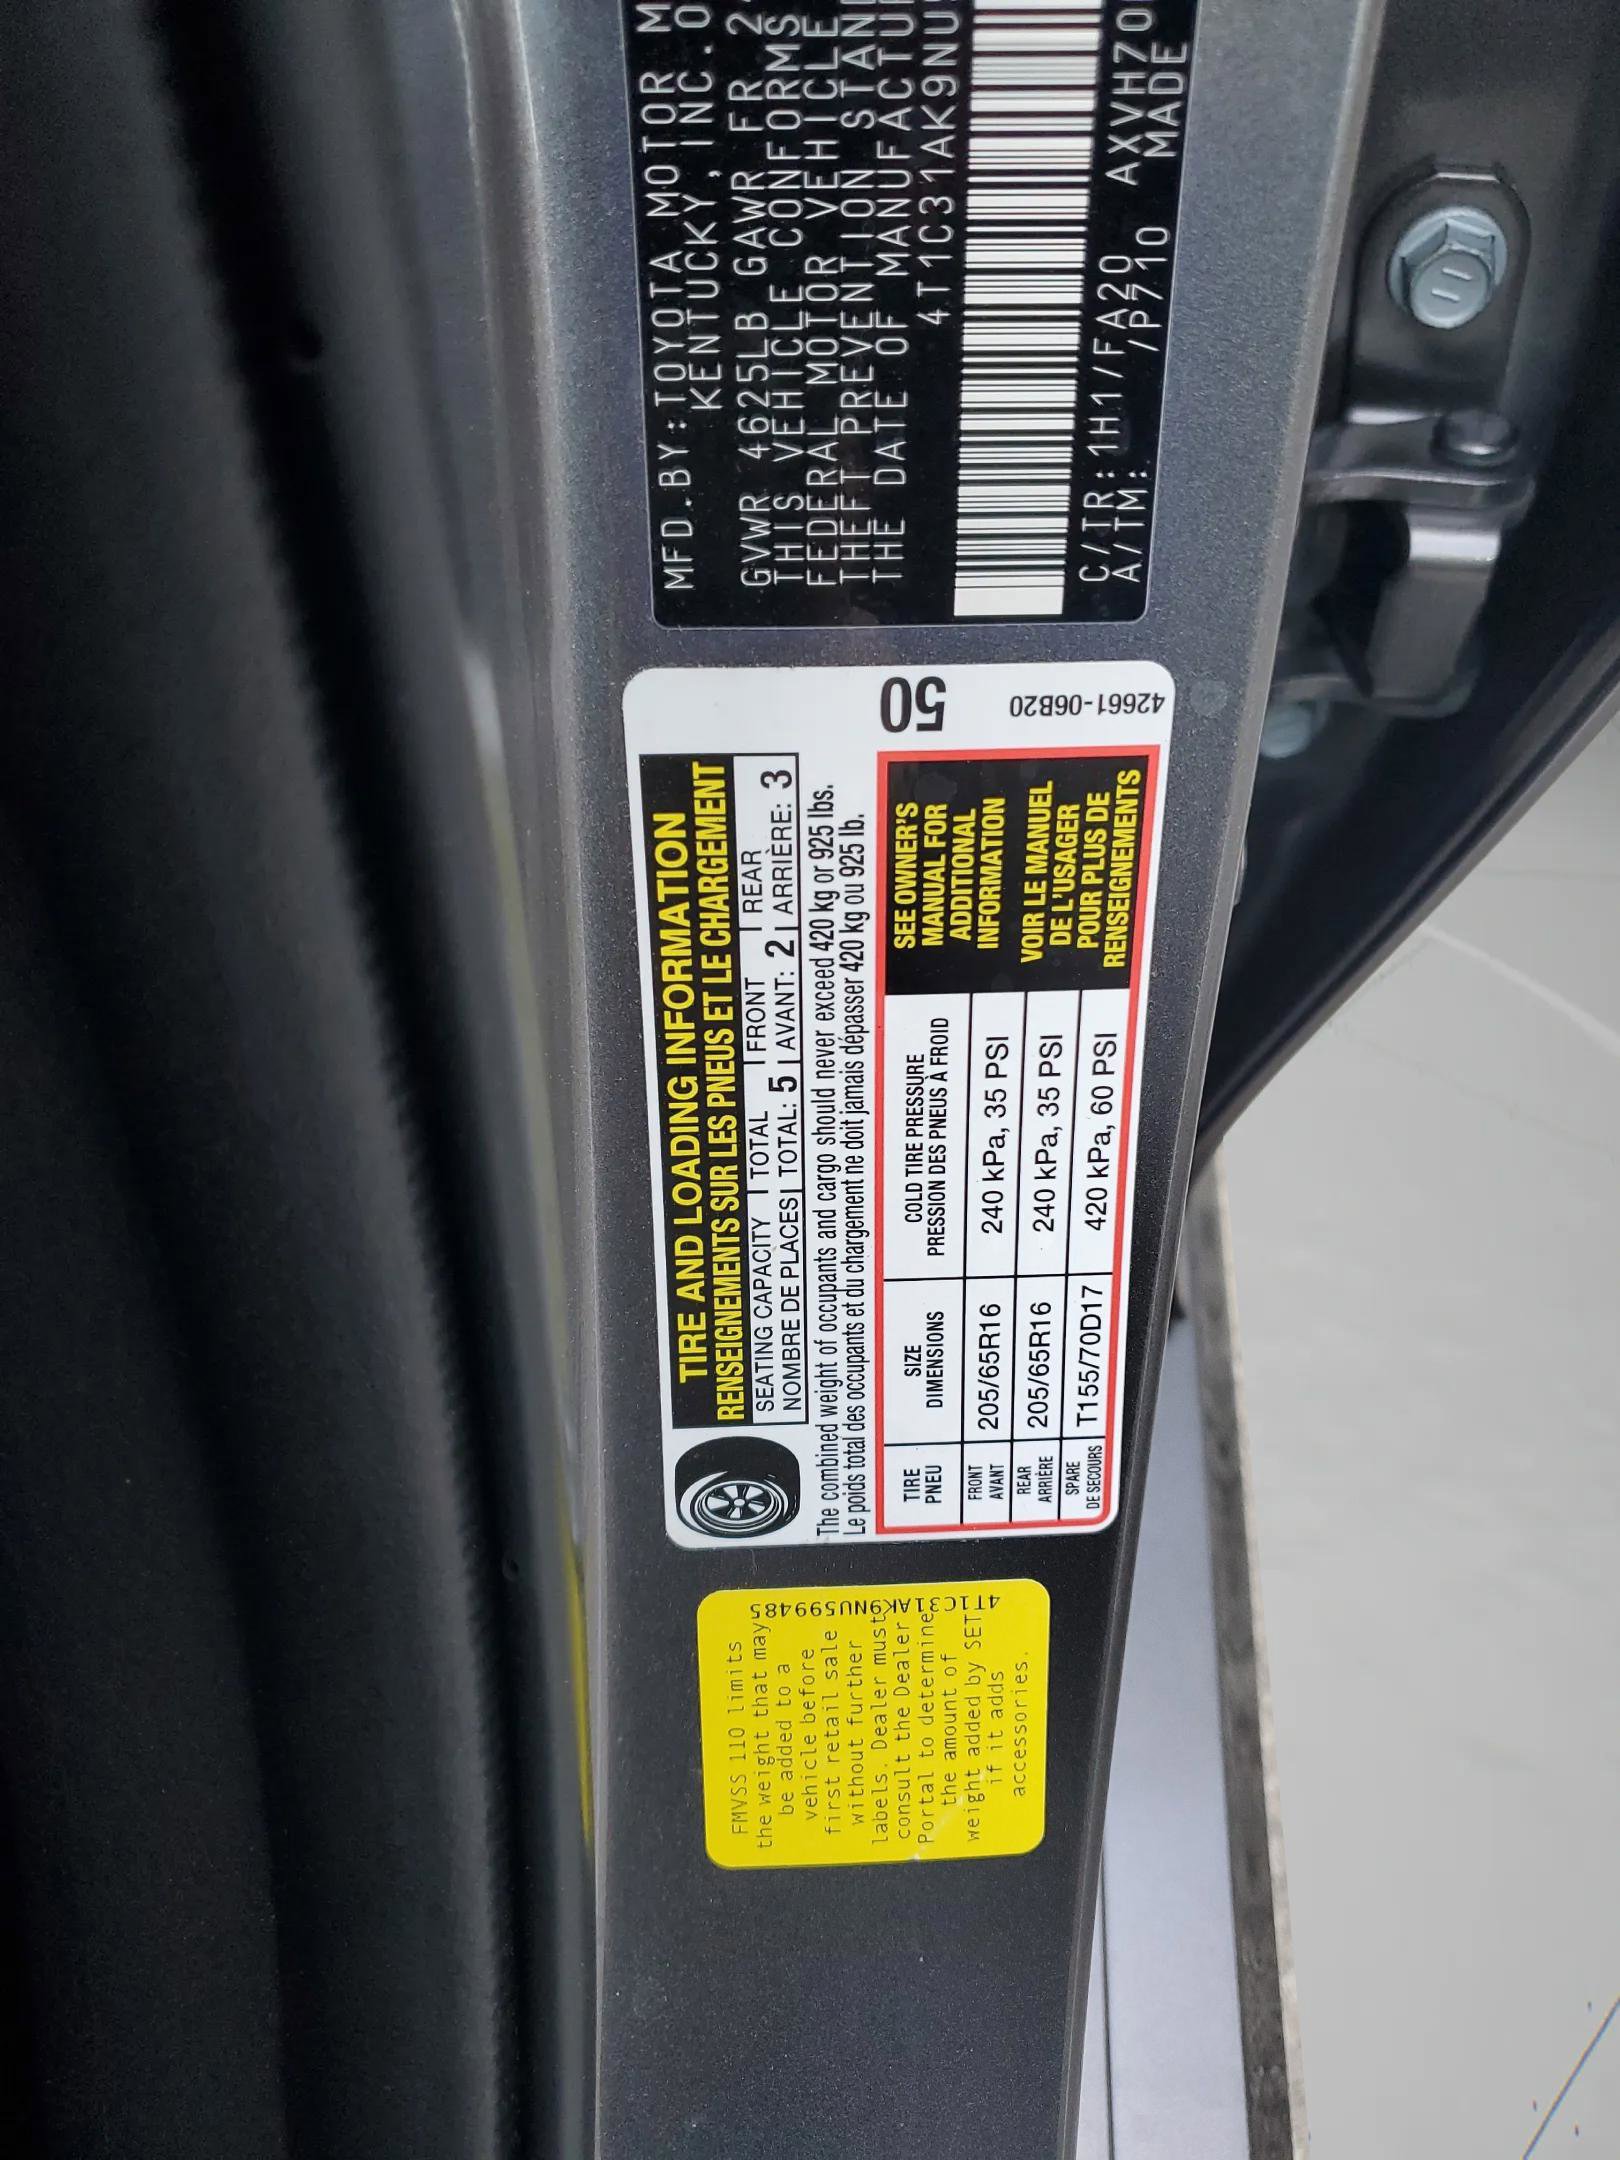 MFD.BY:TOYOTA MOTOR M
KENTUCKY, INC.
GVWR 4625LB GAWR FR
THIS VEHICLE CONFORMS
FEDERAL MOTOR VEHICLE
THEFT PREVENTION STAN
THE DATE OF MANUFACTU
4T1C31AK9NU
C/TR:1H1/FA20 AXVH70
A/TM: /P710 MADE
50
42661-06B20
TIRE AND LOADING INFORMATION
RENSEIGNEMENTS SUR LES PNEUS ET LE CHARGEMENT
SEATING CAPACITY TOTAL FRONT REAR
NOMBRE DE PLACES TOTAL: 5 AVANT: 2 ARRIÈRE: 3
The combined weight of occupants and cargo should never exceed 420 kg or 925 lbs.
Le poids total des occupants et du chargement ne doit jamais dépasser 420 kg ou 925 lb.
TIRE SIZE COLD TIRE PRESSURE
PNEU DIMENSIONS PRESSION DES PNEUS À FROID
FRONT
AVANT 205/65R16 240 kPa, 35 PSI
REAR
ARRIÈRE 205/65R16 240 kPa, 35 PSI
SPARE
DE SECOURS T155/70D17 420 kPa, 60 PSI
SEE OWNER'S
MANUAL FOR
ADDITIONAL
INFORMATION
VOIR LE MANUEL
DE L'USAGER
POUR PLUS DE
RENSEIGNEMENTS
FMVSS 110 limits
the weight that may
be added to a
vehicle before
first retail sale
without further
labels. Dealer must
consult the Dealer
Portal to determine
the amount of
weight added by SET
if it adds
accessories.
4T1C31AK9NU599485